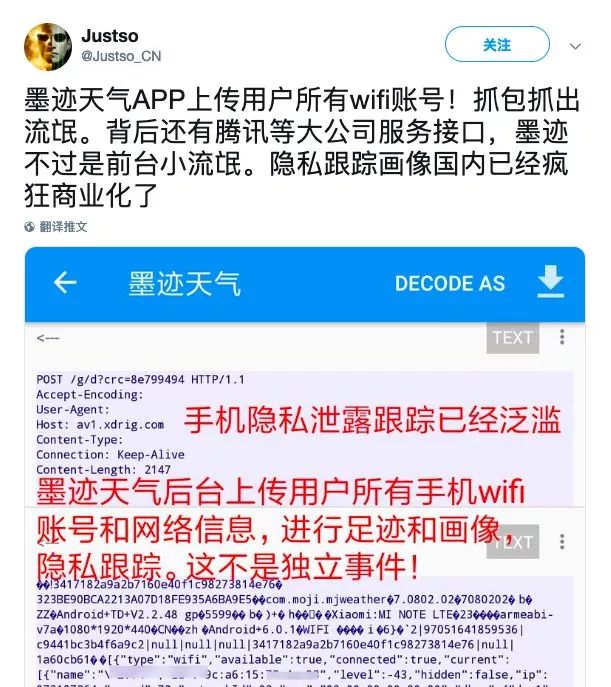 Justso
@Justso_CN
关注
墨迹天气APP上传用户所有wifi账号！抓包抓出
流氓。背后还有腾讯等大公司服务接口，墨迹
不过是前台小流氓。隐私跟踪画像国内已经疯
狂商业化了
翻译推文
墨迹天气 DECODE AS
<--- TEXT
POST /g/d?crc=8e799494 HTTP/1.1
Accept-Encoding:
User-Agent:
Host: av1.xdrig.com
手机隐私泄露跟踪已经泛滥
Content-Type:
Connection: Keep-Alive
Content-Length: 2147
墨迹天气后台上传用户所有手机wifi
账号和网络信息，进行足迹和画像，
TEXT
隐私跟踪。这不是独立事件！
3417182a9a2b7160e40f1c98273814e76
323BE90BCA2213A07D18FE935A6BA9E5��com.moji.mjweather�7.0802.02�7080202� b�
ZZ�Android+TD+V2.2.48 gp�5599�� b�)+� h��Xiaomi:MI NOTE LTE�23����armeabi-
v7a�1080*1920*440�CN��zh �Android+6.0.1�WIFI ���� i �6}�`2|97051641859536|
c9441bc3b4f6a9c2|null|null|null|3417182a9a2b7160e40f1c98273814e76|null|
1a60cb61��[{"type":"wifi","available":true,"connected":true,"current":
[{"name":" 9c:a6:15: ","level":-43,"hidden":false,"ip":